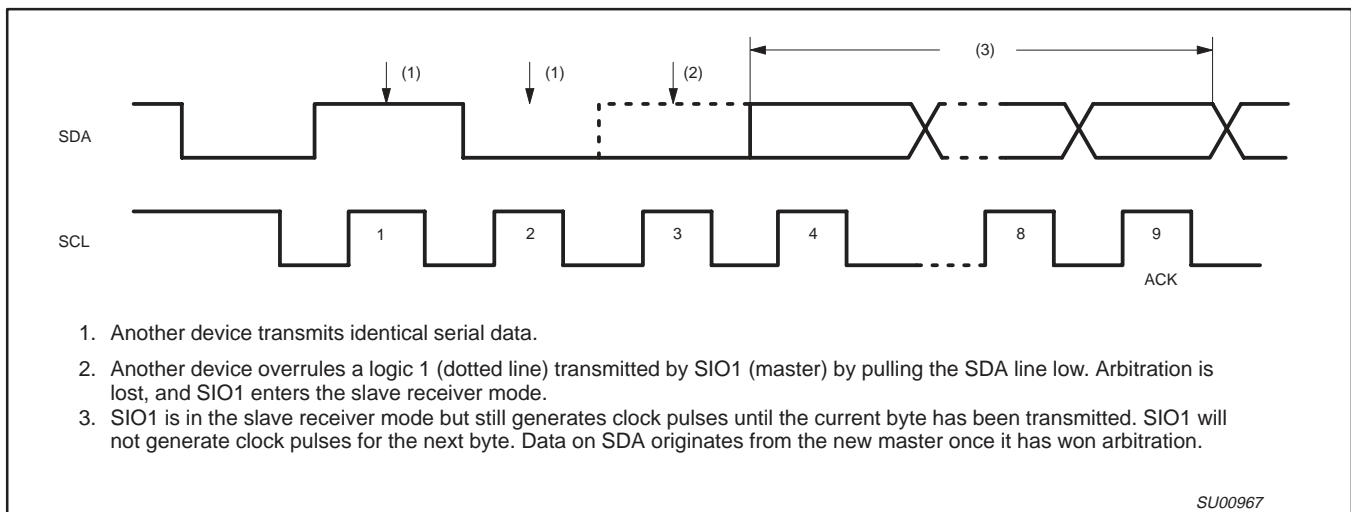 (3)
(1) (1) (2)
SDA
SCL
1 2 3 4 8 9
ACK
1. Another device transmits identical serial data.
2. Another device overrules a logic 1 (dotted line) transmitted by SIO1 (master) by pulling the SDA line low. Arbitration is
lost, and SIO1 enters the slave receiver mode.
3. SIO1 is in the slave receiver mode but still generates clock pulses until the current byte has been transmitted. SIO1 will
not generate clock pulses for the next byte. Data on SDA originates from the new master once it has won arbitration.
SU00967